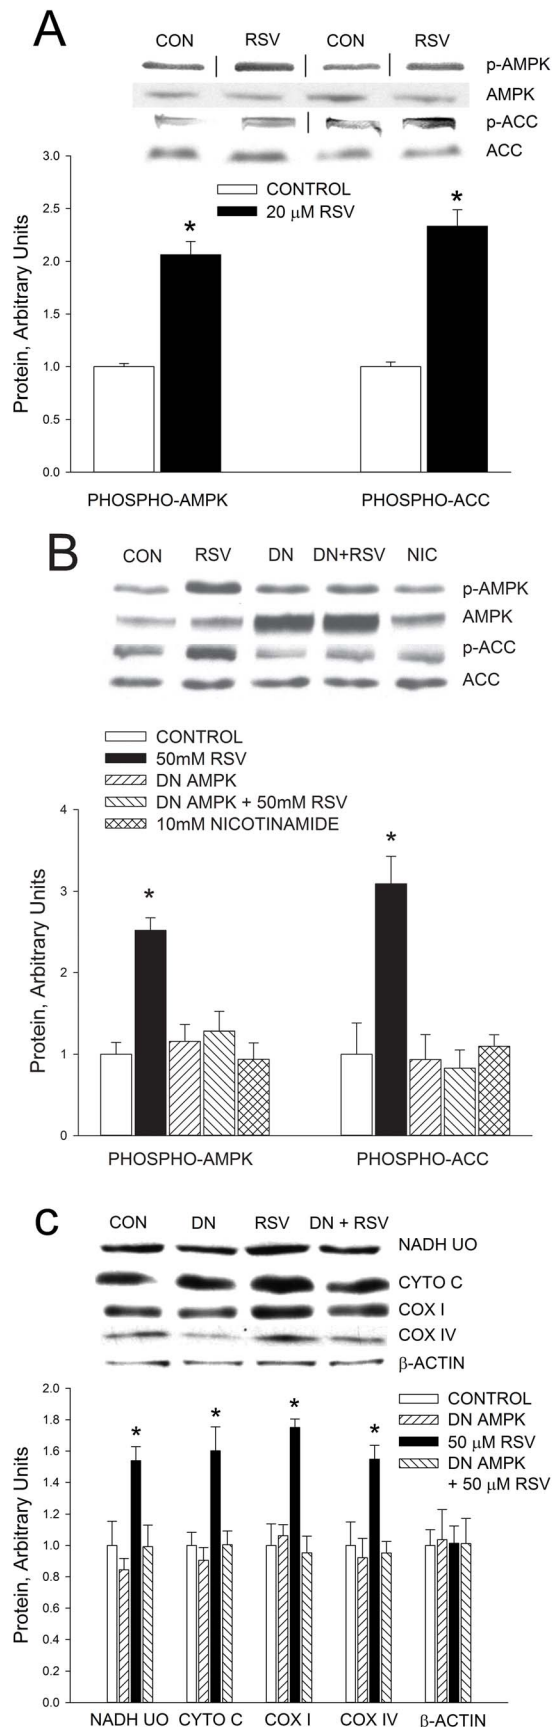 A
CON RSV CON RSV
p-AMPK
AMPK
p-ACC
ACC
3.0
2.5
2.0
1.5
1.0
0.5
0.0
Protein, Arbitrary Units
CONTROL
20 μM RSV
*
*
PHOSPHO-AMPK PHOSPHO-ACC
B
CON RSV DN DN+RSV NIC
p-AMPK
AMPK
p-ACC
ACC
CONTROL
50mM RSV
DN AMPK
DN AMPK + 50mM RSV
10mM NICOTINAMIDE
4
3
2
1
0
Protein, Arbitrary Units
*
*
PHOSPHO-AMPK PHOSPHO-ACC
C
CON DN RSV DN + RSV
NADH UO
CYTO C
COX I
COX IV
β-ACTIN
2.0
1.8
1.6
1.4
1.2
1.0
0.8
0.6
0.4
0.2
0.0
Protein, Arbitrary Units
CONTROL
DN AMPK
50 μM RSV
DN AMPK
+ 50 μM RSV
* * * *
NADH UO CYTO C COX I COX IV β-ACTIN